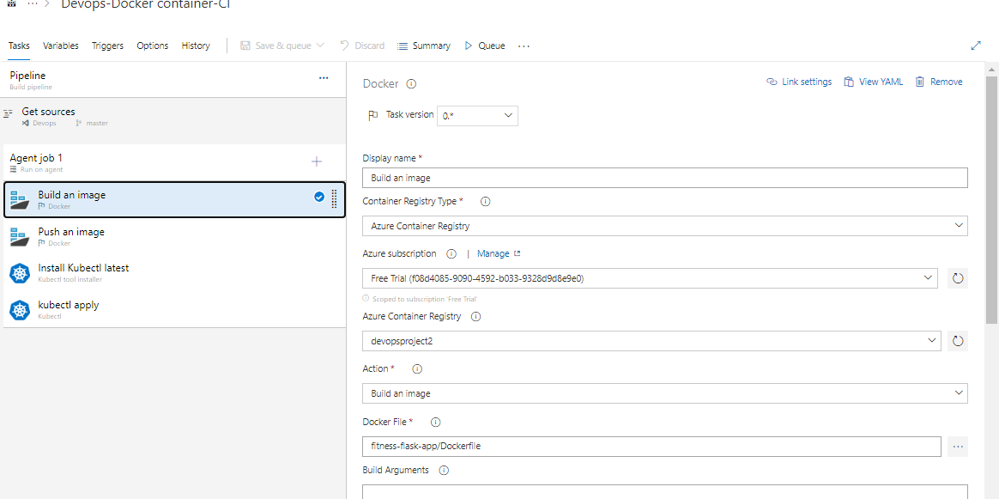 Devops-Docker container-CI
Tasks Variables Triggers Options History Save & queue Discard Summary Queue
Pipeline
Build pipeline
Get sources
Devops master
Agent job 1
Run on agent
Build an image
Docker
Push an image
Docker
Install Kubectl latest
Kubectl tool installer
kubectl apply
Kubectl
Docker
Link settings View YAML Remove
Task version 0.*
Display name *
Build an image
Container Registry Type *
Azure Container Registry
Azure subscription | Manage
Free Trial (f08d4085-9090-4592-b033-9328d9d8e9e0)
Scoped to subscription 'Free Trial'
Azure Container Registry
devopsproject2
Action *
Build an image
Docker File *
fitness-flask-app/Dockerfile
Build Arguments